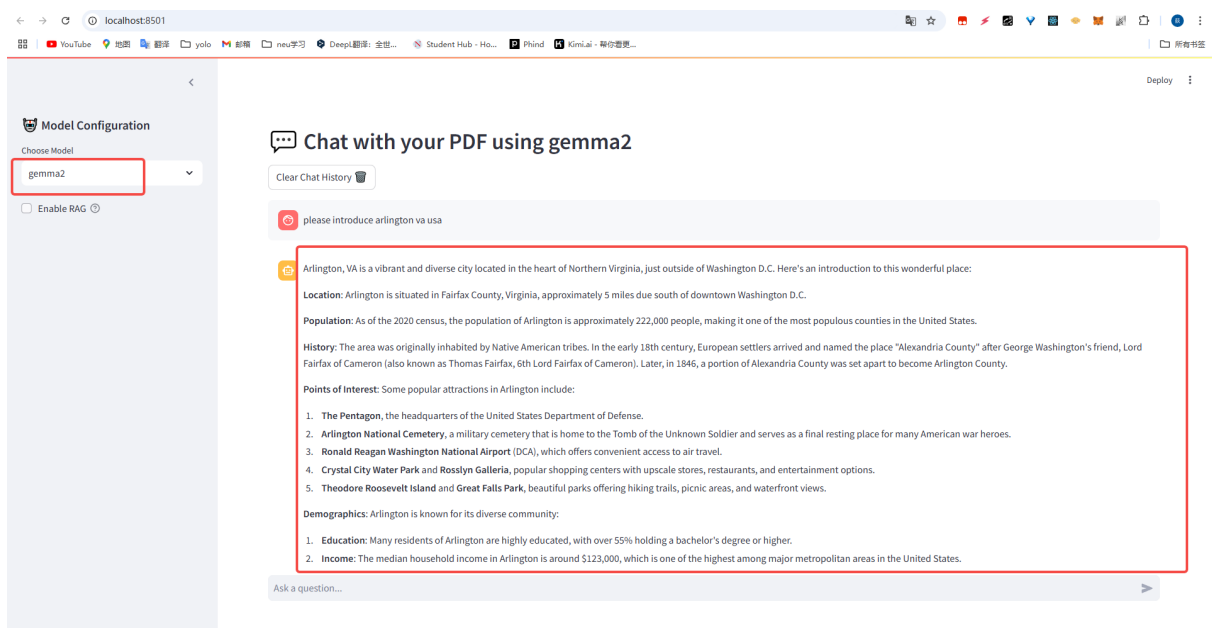 localhost:8501
YouTube 地图 翻译 yolo 邮箱 neu学习 DeepL翻译：全世... Student Hub - Ho... Phind Kimi.ai - 帮你看更... 所有书签
Deploy
Model Configuration
Choose Model
gemma2
Enable RAG
Chat with your PDF using gemma2
Clear Chat History
please introduce arlington va usa
Arlington, VA is a vibrant and diverse city located in the heart of Northern Virginia, just outside of Washington D.C. Here's an introduction to this wonderful place:
Location: Arlington is situated in Fairfax County, Virginia, approximately 5 miles due south of downtown Washington D.C.
Population: As of the 2020 census, the population of Arlington is approximately 222,000 people, making it one of the most populous counties in the United States.
History: The area was originally inhabited by Native American tribes. In the early 18th century, European settlers arrived and named the place "Alexandria County" after George Washington's friend, Lord
Fairfax of Cameron (also known as Thomas Fairfax, 6th Lord Fairfax of Cameron). Later, in 1846, a portion of Alexandria County was set apart to become Arlington County.
Points of Interest: Some popular attractions in Arlington include:
1. The Pentagon, the headquarters of the United States Department of Defense.
2. Arlington National Cemetery, a military cemetery that is home to the Tomb of the Unknown Soldier and serves as a final resting place for many American war heroes.
3. Ronald Reagan Washington National Airport (DCA), which offers convenient access to air travel.
4. Crystal City Water Park and Rosslyn Galleria, popular shopping centers with upscale stores, restaurants, and entertainment options.
5. Theodore Roosevelt Island and Great Falls Park, beautiful parks offering hiking trails, picnic areas, and waterfront views.
Demographics: Arlington is known for its diverse community:
1. Education: Many residents of Arlington are highly educated, with over 55% holding a bachelor's degree or higher.
2. Income: The median household income in Arlington is around $123,000, which is one of the highest among major metropolitan areas in the United States.
Ask a question...